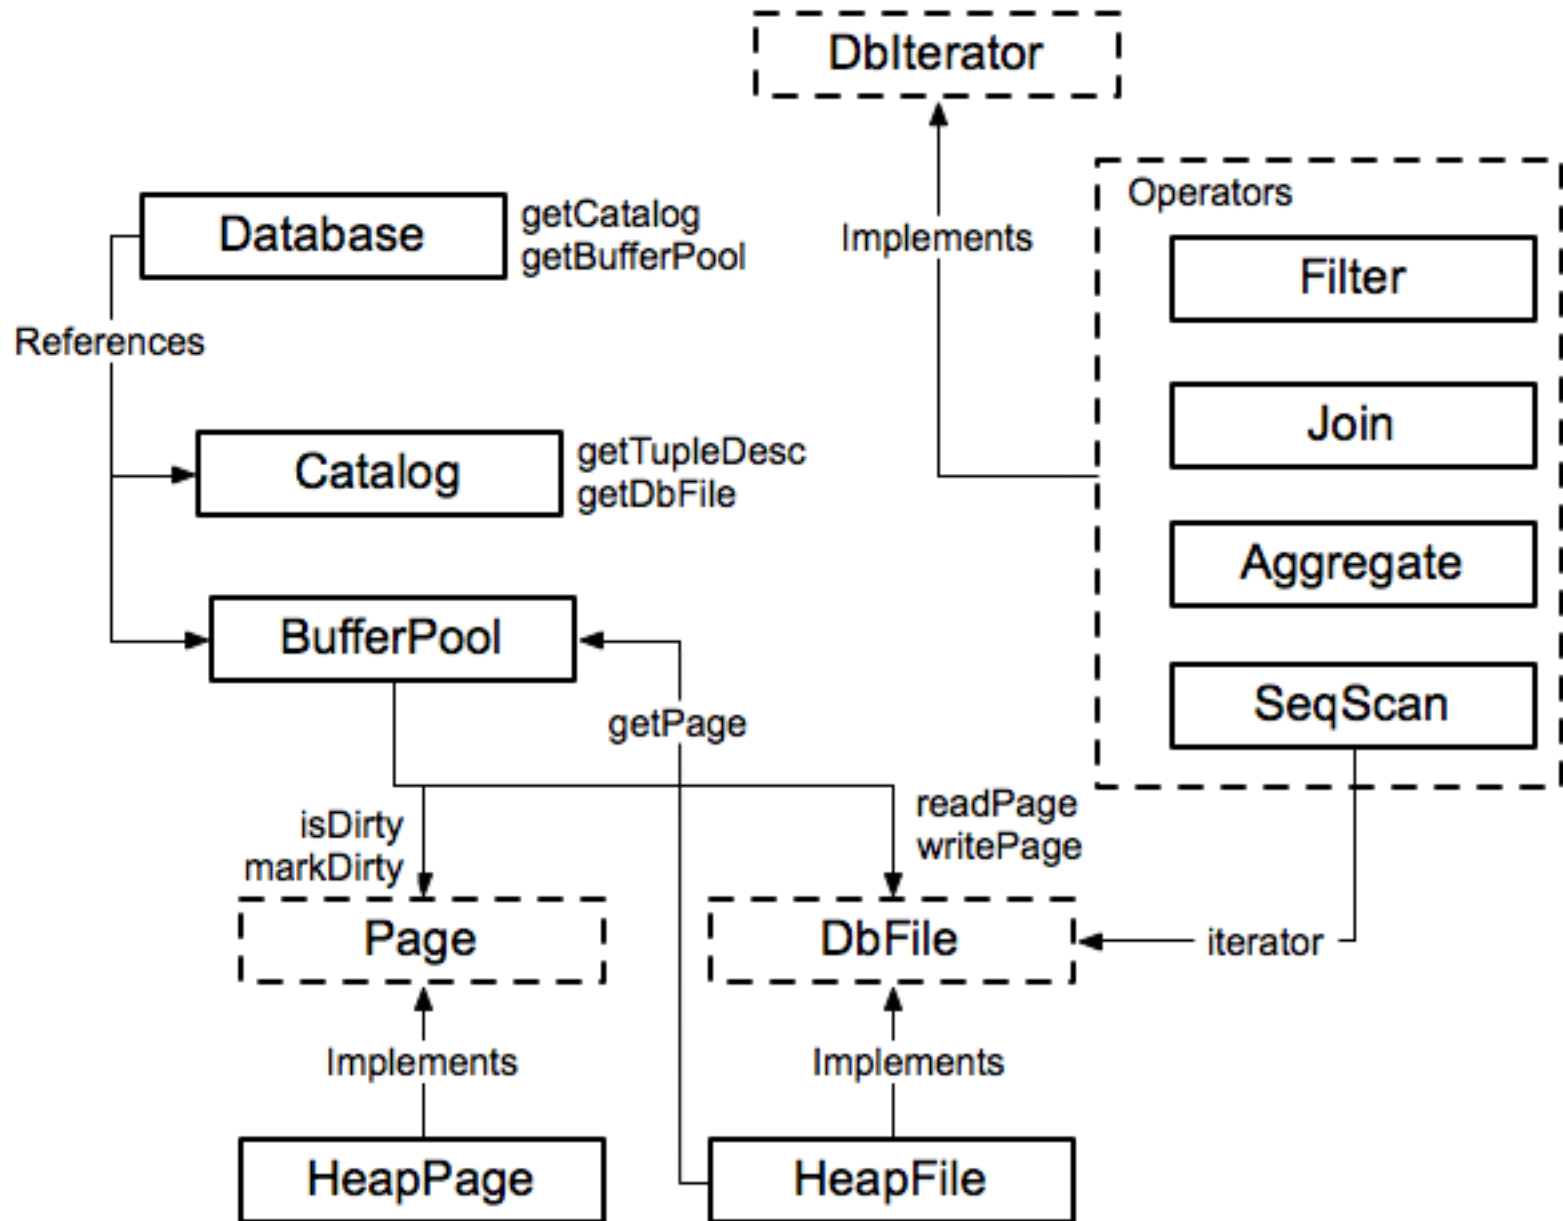 DbIterator
Operators
Database
getCatalog
getBufferPool
Implements
Filter
References
Join
Catalog
getTupleDesc
getDbFile
Aggregate
BufferPool
SeqScan
getPage
isDirty
markDirty
readPage
writePage
Page
DbFile
iterator
Implements
Implements
HeapPage
HeapFile